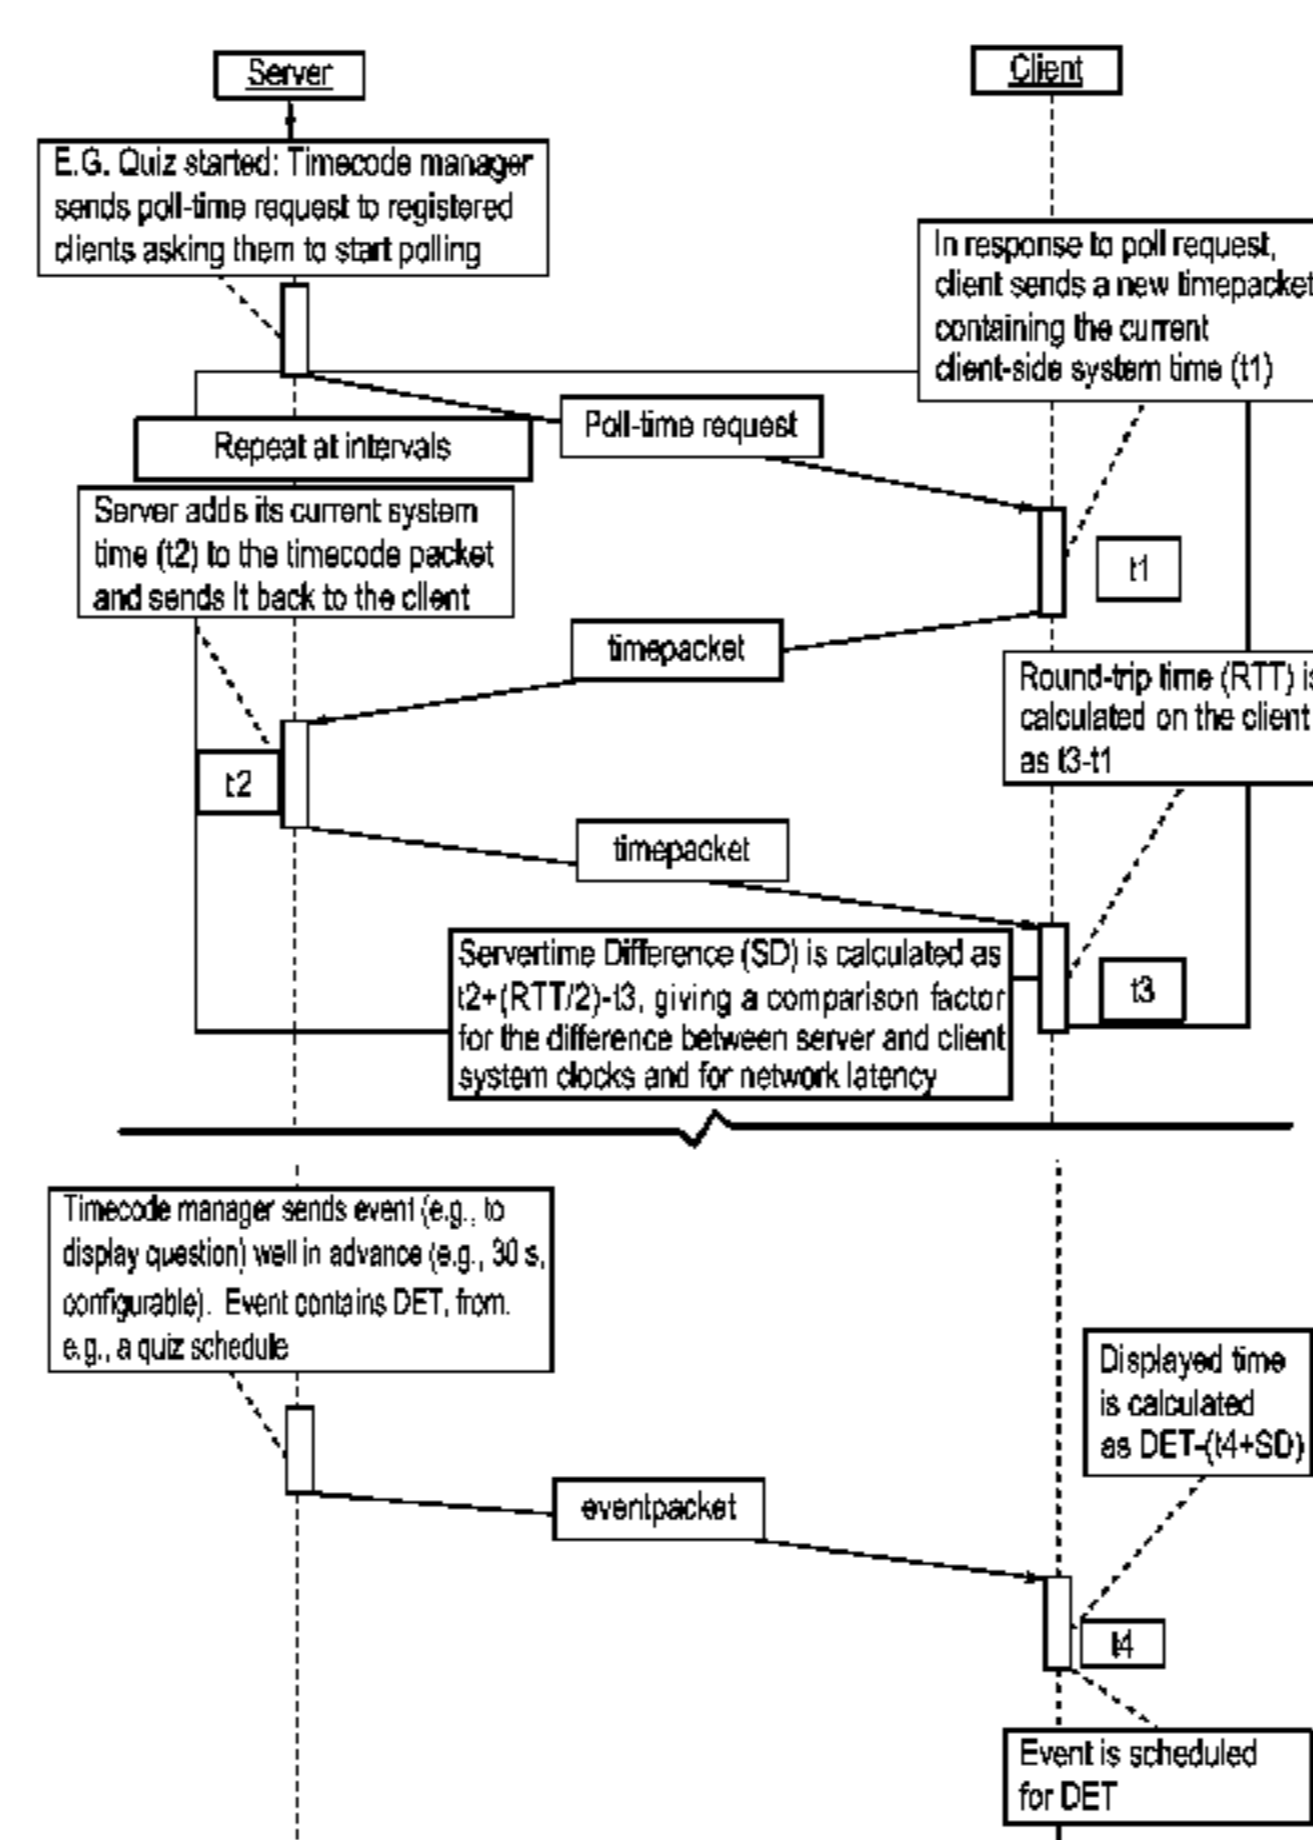 Server
Client
E.G. Quiz started: Timecode manager
sends poll-time request to registered
clients asking them to start polling
In response to poll request,
client sends a new timepacket
containing the current
client-side system time (t1)
Poll-time request
Repeat at intervals
Server adds its current system
time (t2) to the timecode packet
and sends It back to the client
t1
timepacket
Round-trip time (RTT) is
calculated on the client
as t3-t1
t2
timepacket
Servertime Difference (SD) is calculated as
t2+(RTT/2)-t3, giving a comparison factor
for the difference between server and client
system clocks and for network latency
t3
Timecode manager sends event (e.g., to
display question) well in advance (e.g., 30 s,
configurable). Event contains DET, from.
e.g., a quiz schedule
Displayed time
is calculated
as DET-(t4+SD)
eventpacket
t4
Event is scheduled
for DET